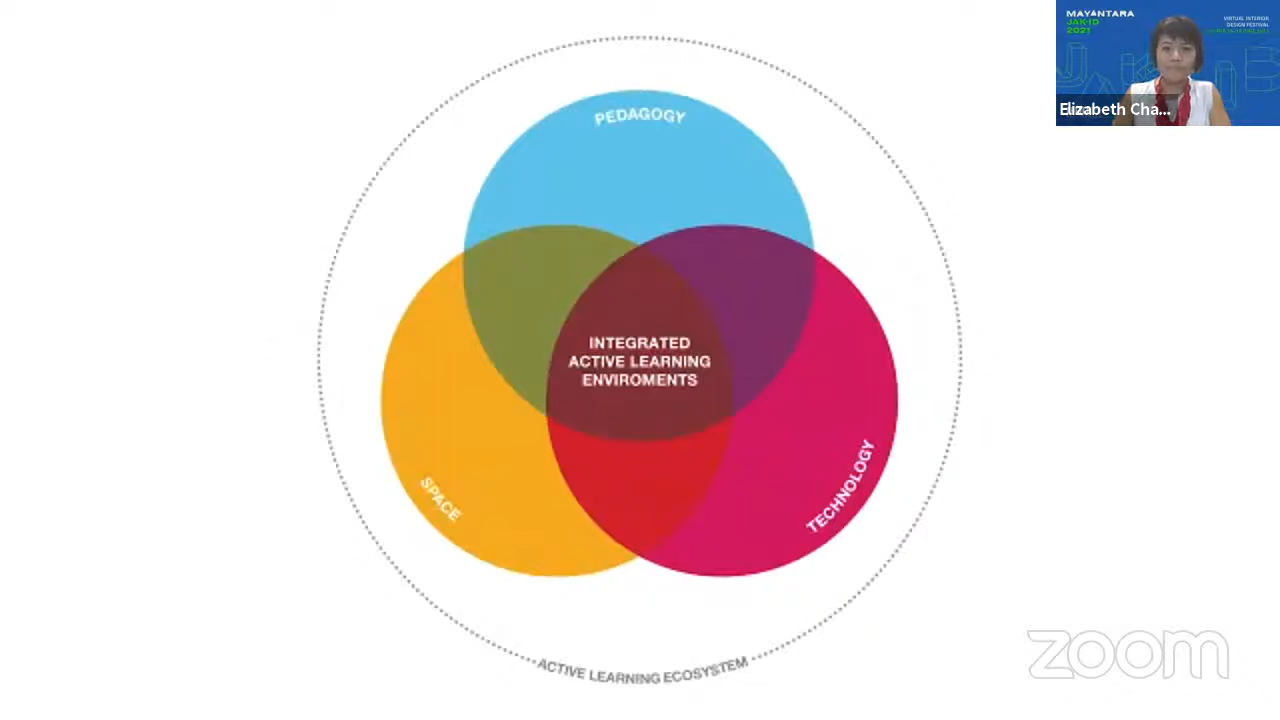 PEDAGOGY
INTEGRATED
ACTIVE LEARNING
ENVIROMENTS
SPACE
TECHNOLOGY
ACTIVE LEARNING ECOSYSTEM
MAYANTARA
JAK-ID
2021
VIRTUAL INTERIOR
DESIGN FESTIVAL
Elizabeth Cha...
zoom